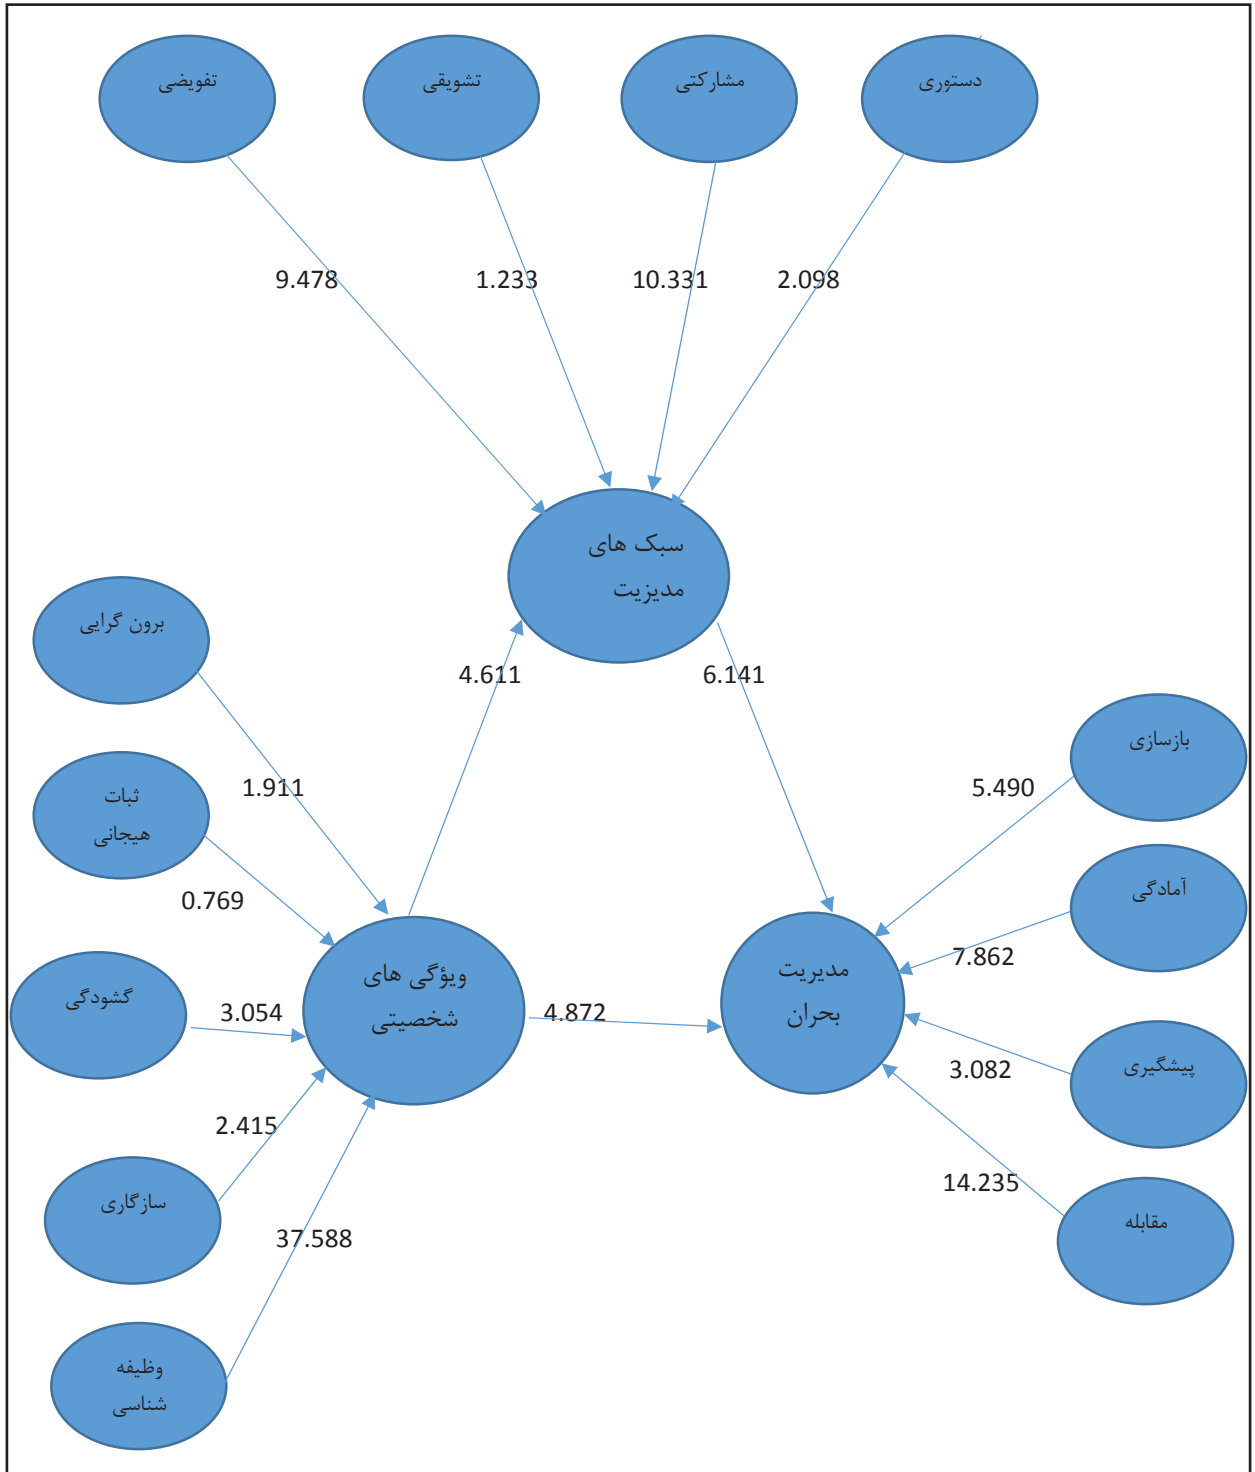 دستوری
مشارکتی
تشویقی
تفویضی
2.098
10.331
1.233
9.478
سبک های
مدیزیت
برون گرایی
6.141
4.611
بازسازی
ثبات
هیجانی
5.490
1.911
آمادگی
0.769
7.862
مدیریت
بحران
ویؤگی های
شخصیتی
گشودگی
4.872
3.054
پیشگیری
3.082
2.415
سازگاری
14.235
مقابله
37.588
وظیفه
شناسی